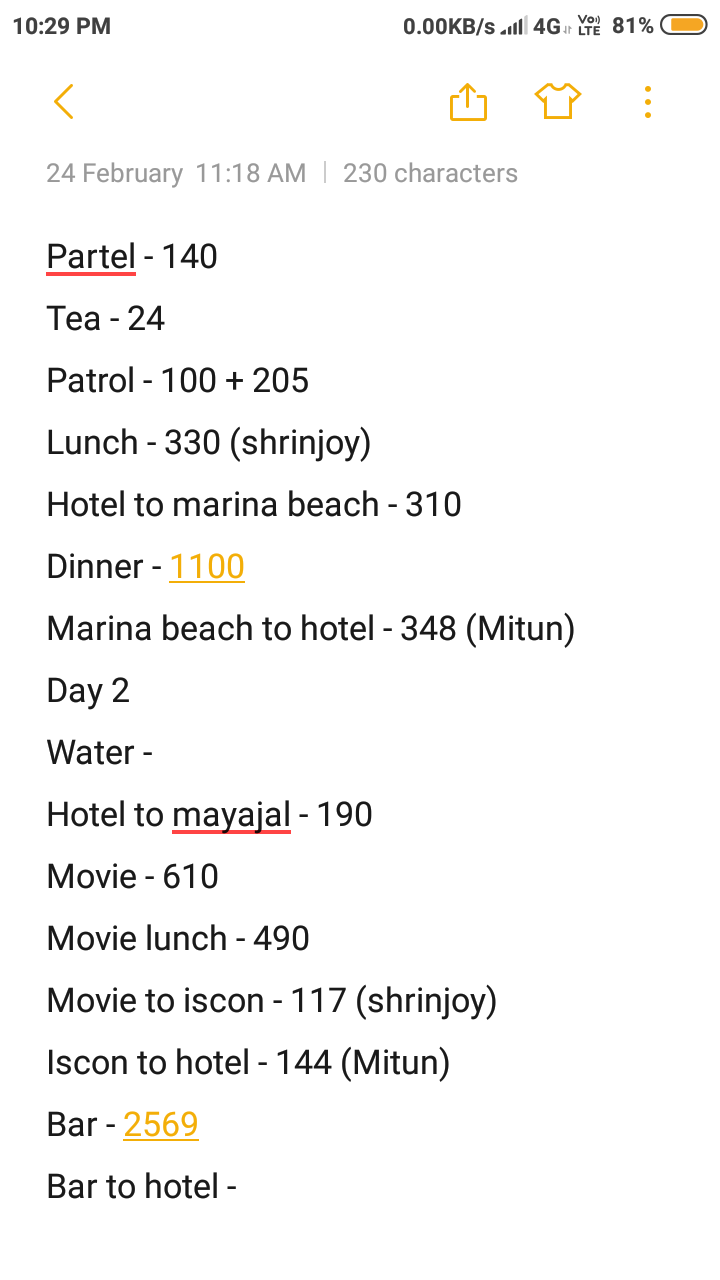 10:29 PM 0.00KB/s 4G Vo)) LTE 81%
24 February 11:18 AM | 230 characters
Partel - 140
Tea - 24
Patrol - 100 + 205
Lunch - 330 (shrinjoy)
Hotel to marina beach - 310
Dinner - 1100
Marina beach to hotel - 348 (Mitun)
Day 2
Water -
Hotel to mayajal - 190
Movie - 610
Movie lunch - 490
Movie to iscon - 117 (shrinjoy)
Iscon to hotel - 144 (Mitun)
Bar - 2569
Bar to hotel -